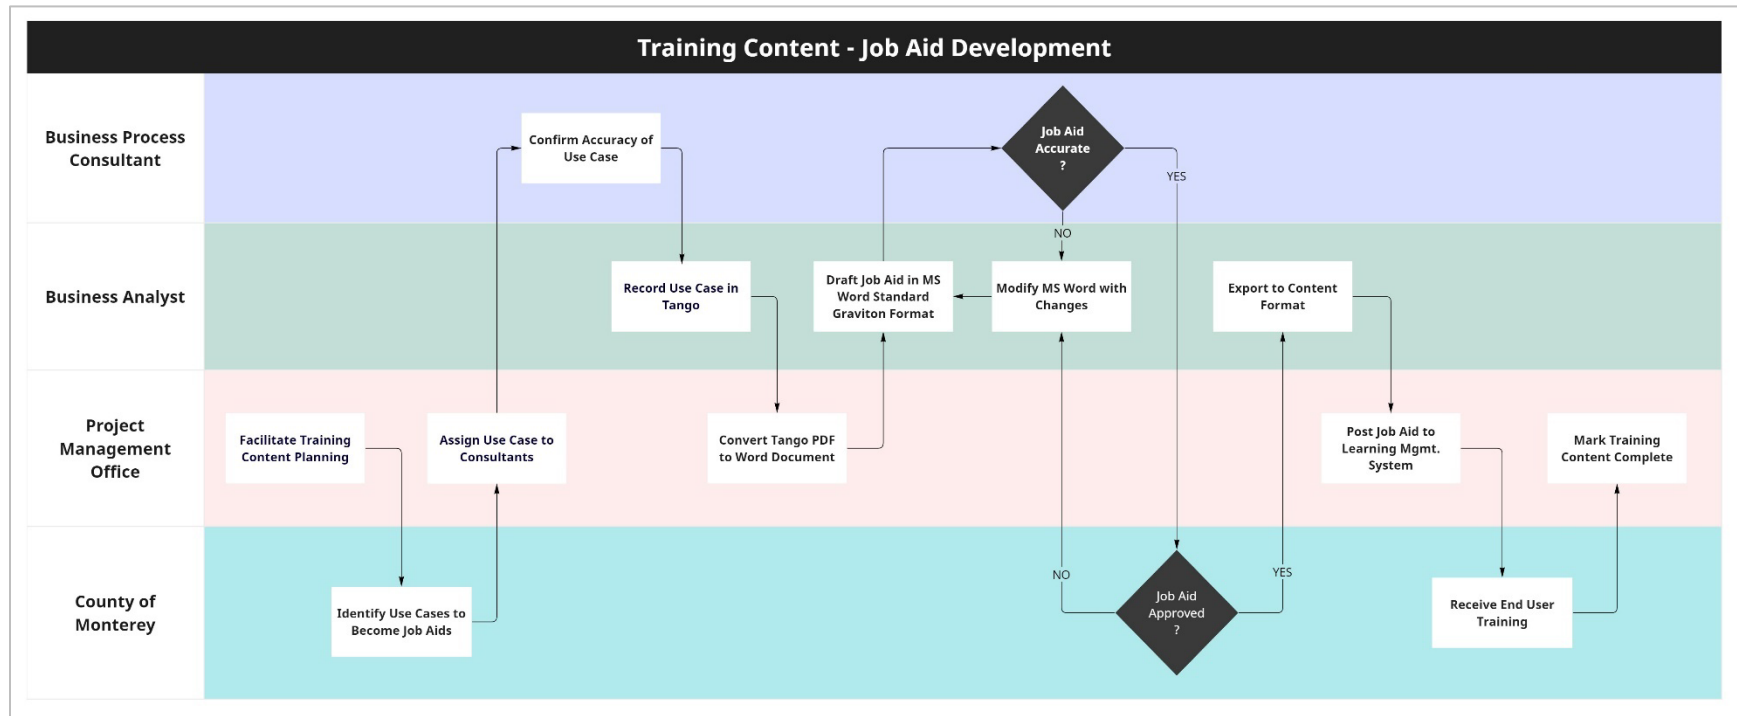 Training Content - Job Aid Development
Business Process
Consultant
Confirm Accuracy of
Use Case
Job Aid
Accurate
?
YES
NO
Business Analyst
Record Use Case in
Tango
Draft Job Aid in MS
Word Standard
Graviton Format
Modify MS Word with
Changes
Export to Content
Format
Project
Management
Office
Facilitate Training
Content Planning
Assign Use Case to
Consultants
Convert Tango PDF
to Word Document
Post Job Aid to
Learning Mgmt.
System
Mark Training
Content Complete
County of
Monterey
Identify Use Cases to
Become Job Aids
NO
Job Aid
Approved
?
YES
Receive End User
Training